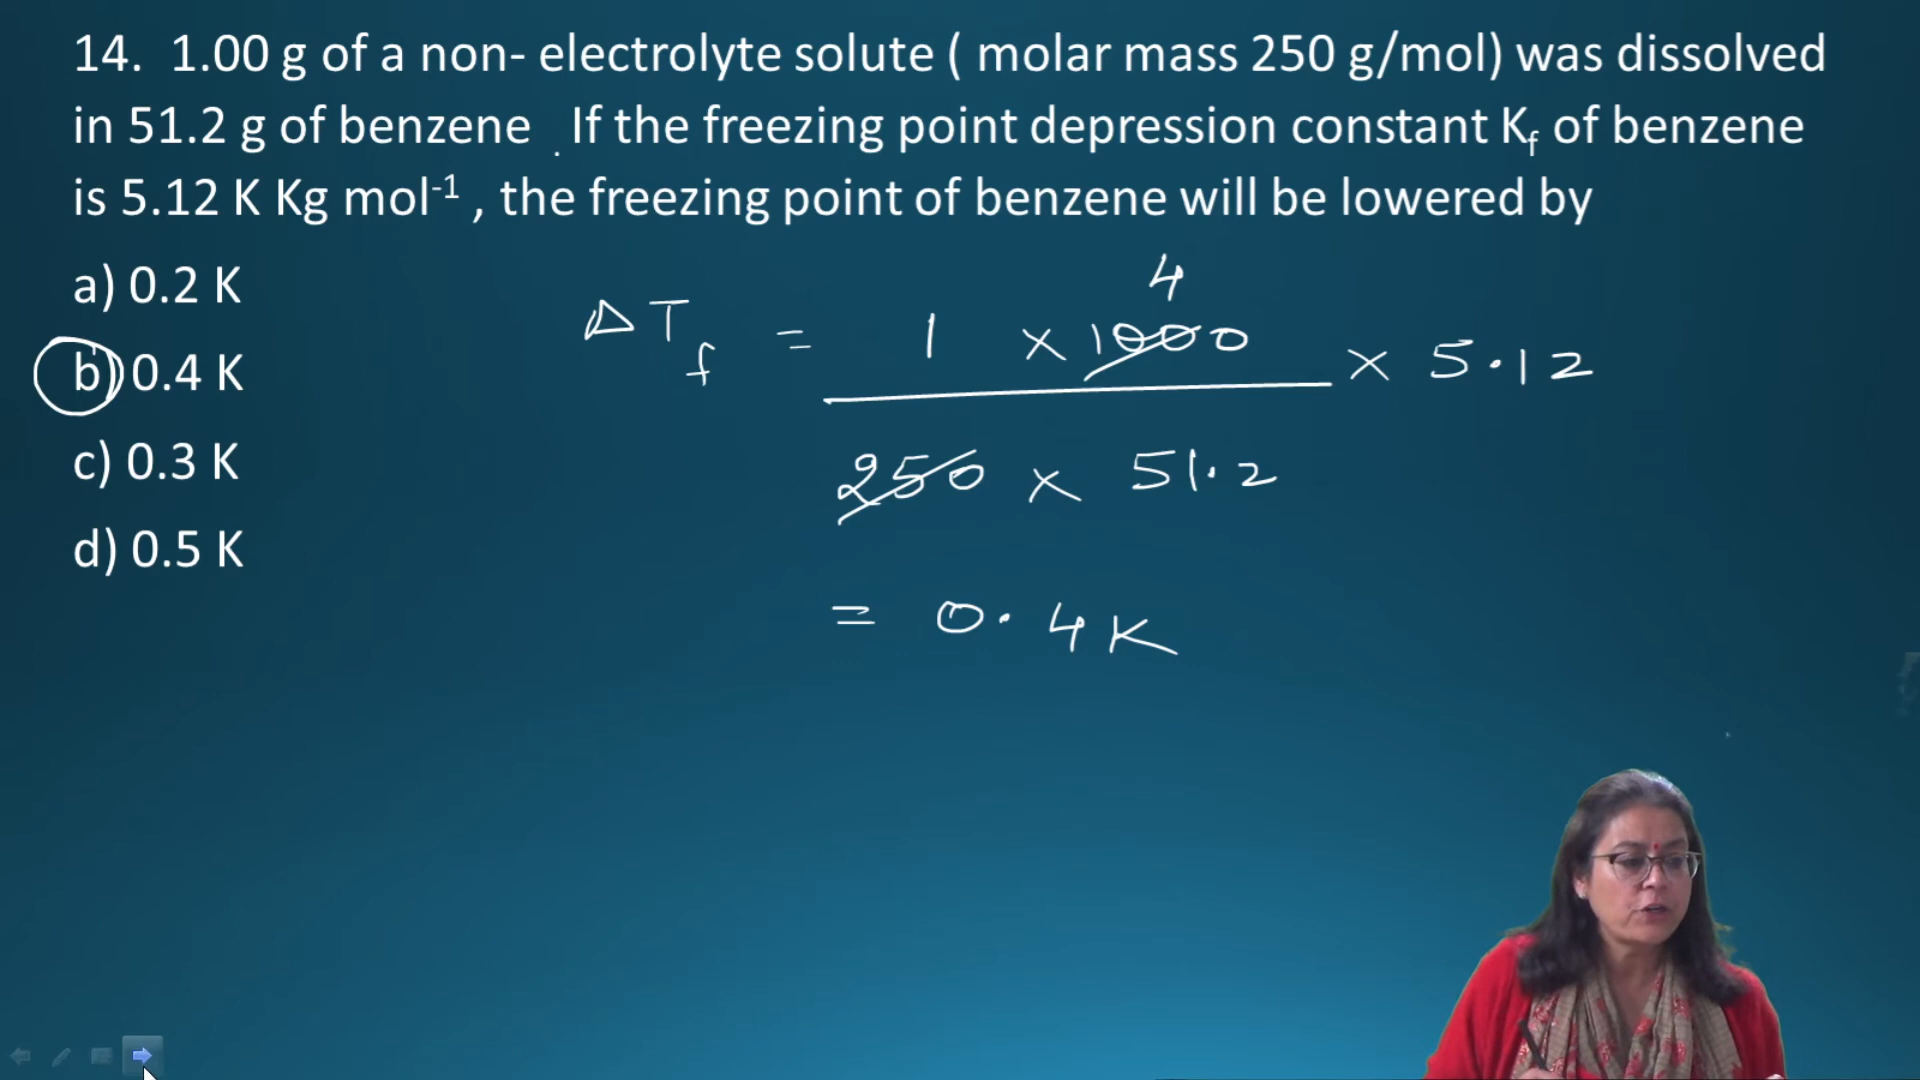 14. 1.00 g of a non- electrolyte solute ( molar mass 250 g/mol) was dissolved
in 51.2 g of benzene . If the freezing point depression constant Kf of benzene
is 5.12 K Kg mol-1 , the freezing point of benzene will be lowered by
a) 0.2 K
b) 0.4 K
c) 0.3 K
d) 0.5 K
4
ΔTf = 1 × 1000 × 5.12
250 × 51.2
= 0.4 K